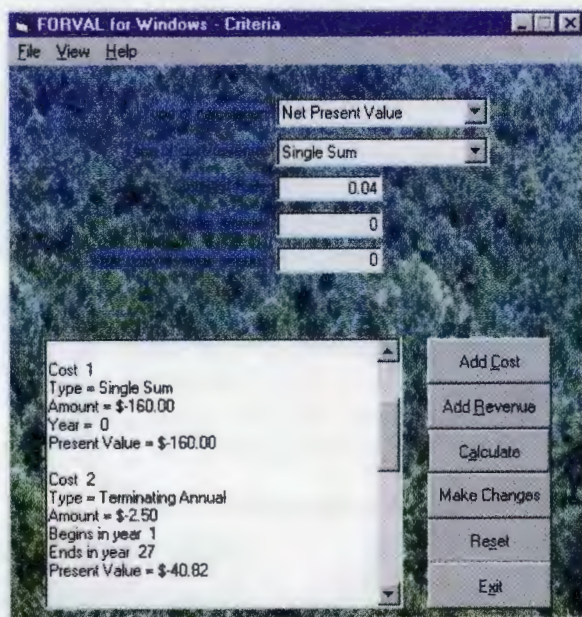 FORVAL for Windows - Criteria
File View Help
Net Present Value
Single Sum
0.04
0
0
Cost 1
Type = Single Sum
Amount = $-160.00
Year = 0
Present Value = $-160.00
Cost 2
Type = Terminating Annual
Amount = $-2.50
Begins in year 1
Ends in year 27
Present Value = $-40.82
Add Cost
Add Revenue
Calculate
Make Changes
Reset
Exit